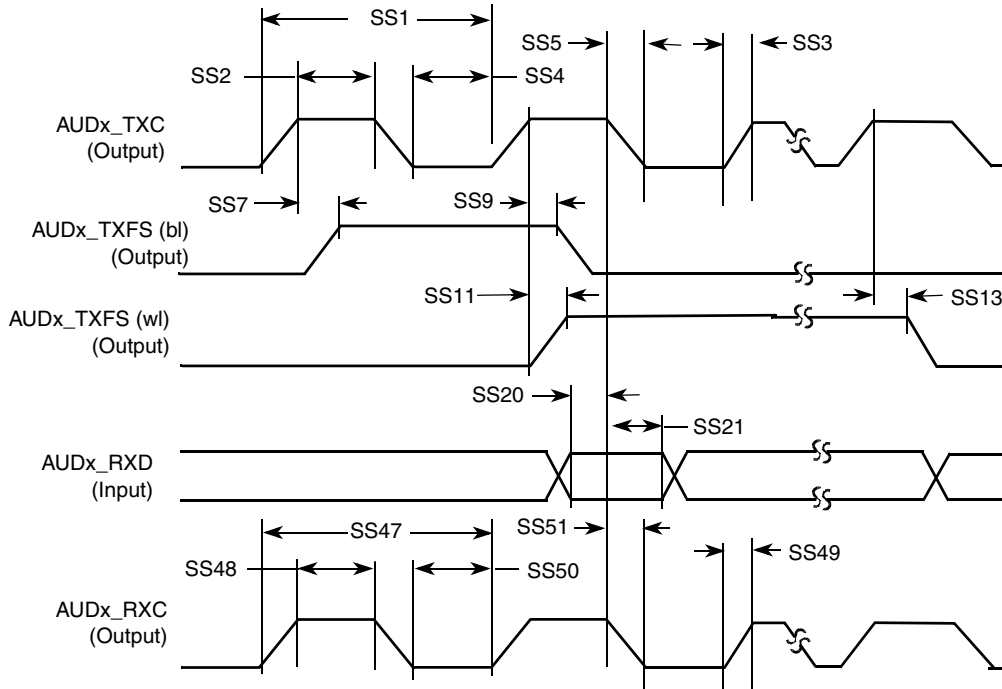 SS1
SS5
SS3
SS2
SS4
AUDx_TXC
(Output)
SS7
SS9
AUDx_TXFS (bl)
(Output)
SS11
SS13
AUDx_TXFS (wl)
(Output)
SS20
SS21
AUDx_RXD
(Input)
SS47
SS51
SS49
SS48
SS50
AUDx_RXC
(Output)